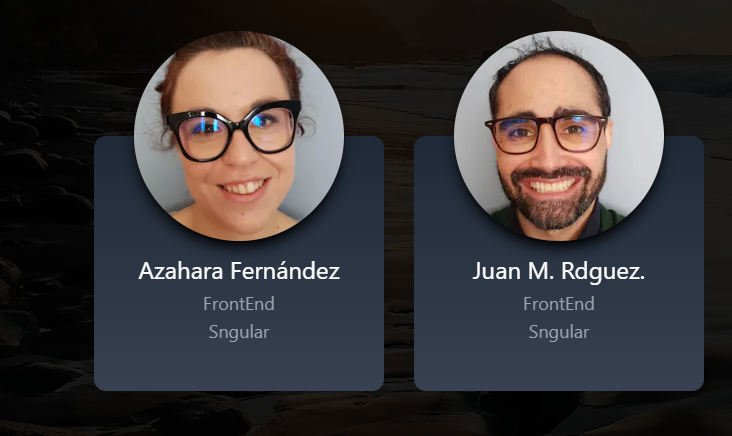 Azahara Fernández
FrontEnd
Sngular
Juan M. Rdguez.
FrontEnd
Sngular